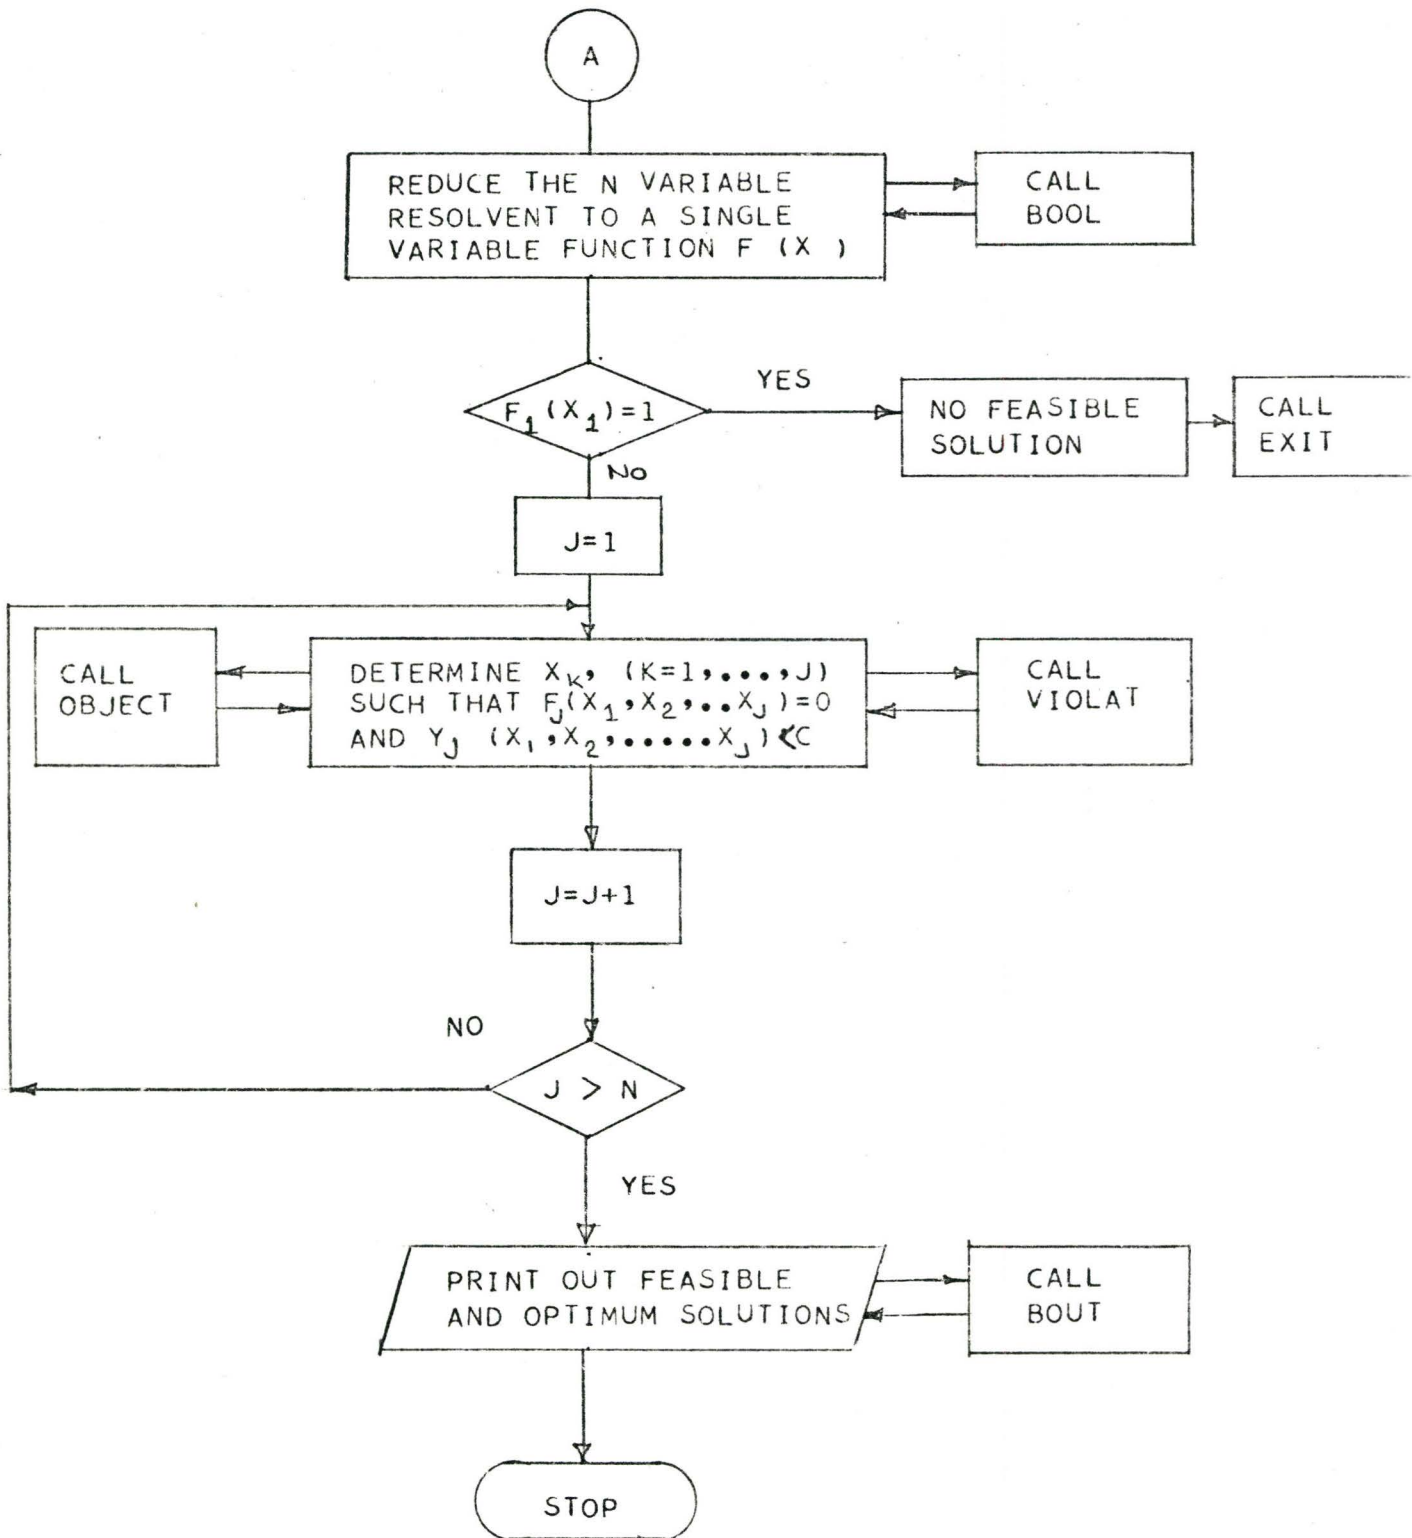 A
REDUCE THE N VARIABLE
RESOLVENT TO A SINGLE
VARIABLE FUNCTION F (X )
CALL
BOOL
F₁(X₁)=1
YES
NO FEASIBLE
SOLUTION
CALL
EXIT
NO
J=1
CALL
OBJECT
DETERMINE Xₖ, (K=1,...,J)
SUCH THAT Fⱼ(X₁,X₂,..Xⱼ)=0
AND Yⱼ (X₁,X₂,.....Xⱼ)<C
CALL
VIOLAT
J=J+1
NO
J > N
YES
PRINT OUT FEASIBLE
AND OPTIMUM SOLUTIONS
CALL
BOUT
STOP